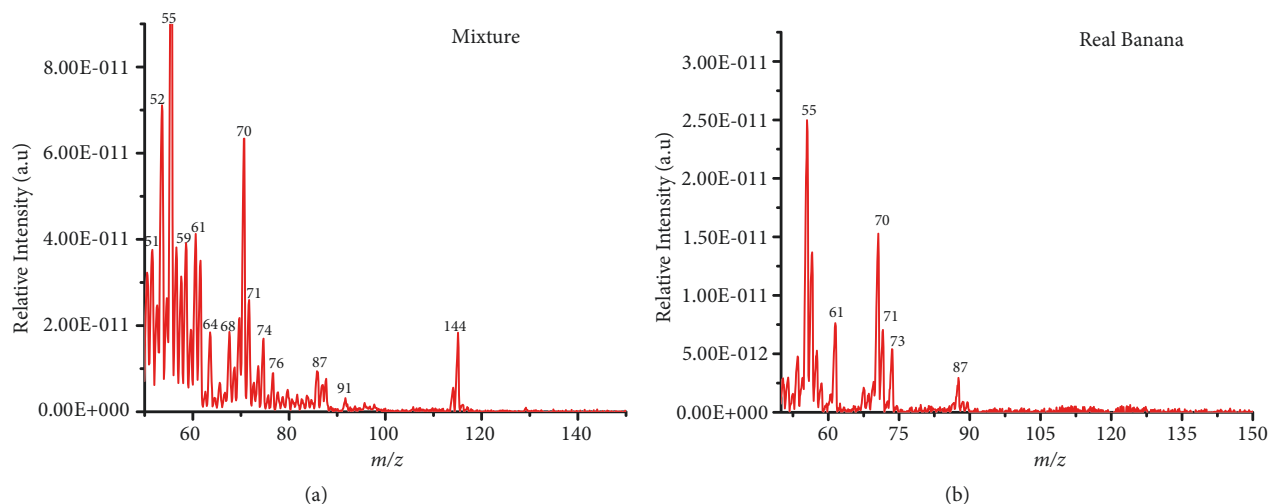 Mixture
Relative Intensity (a.u)
8.00E-011
6.00E-011
4.00E-011
2.00E-011
0.00E+000
51
52
55
59
61
64
68
70
71
74
76
87
91
144
60
80
100
120
140
m/z
(a)
Real Banana
Relative Intensity (a.u)
3.00E-011
2.50E-011
2.00E-011
1.50E-011
1.00E-011
5.00E-012
0.00E+000
55
61
70
71
73
87
60
75
90
105
120
135
150
m/z
(b)